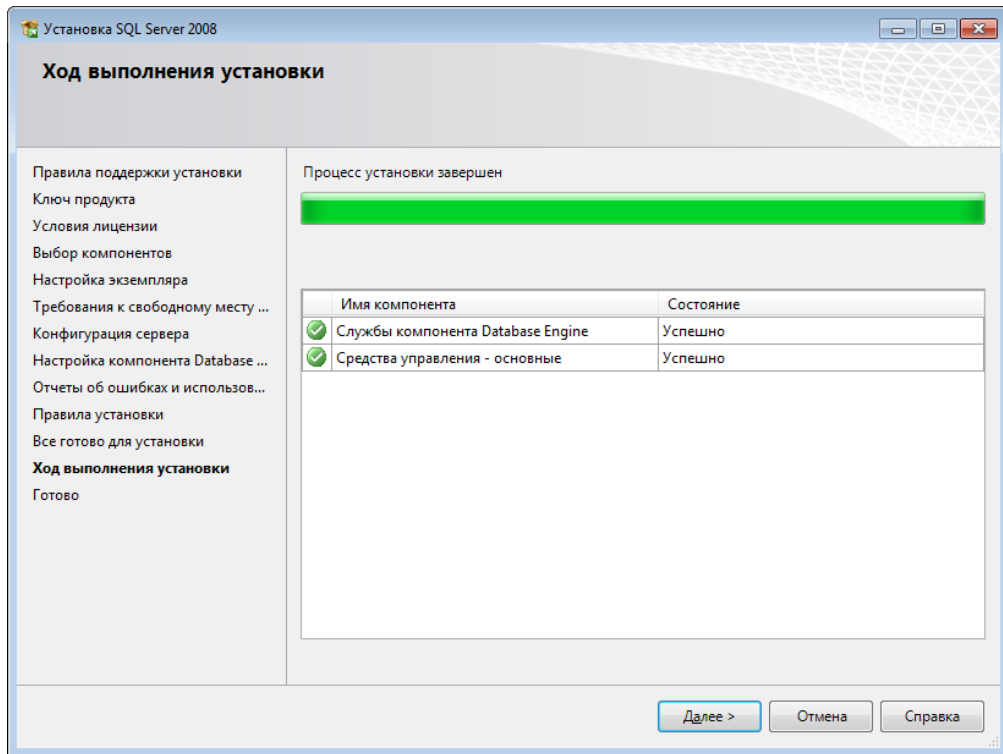 Установка SQL Server 2008
Ход выполнения установки
Правила поддержки установки
Ключ продукта
Условия лицензии
Выбор компонентов
Настройка экземпляра
Требования к свободному месту ...
Конфигурация сервера
Настройка компонента Database ...
Отчеты об ошибках и использов...
Правила установки
Все готово для установки
Ход выполнения установки
Готово
Процесс установки завершен
Имя компонента Состояние
Службы компонента Database Engine Успешно
Средства управления - основные Успешно
Далее > Отмена Справка